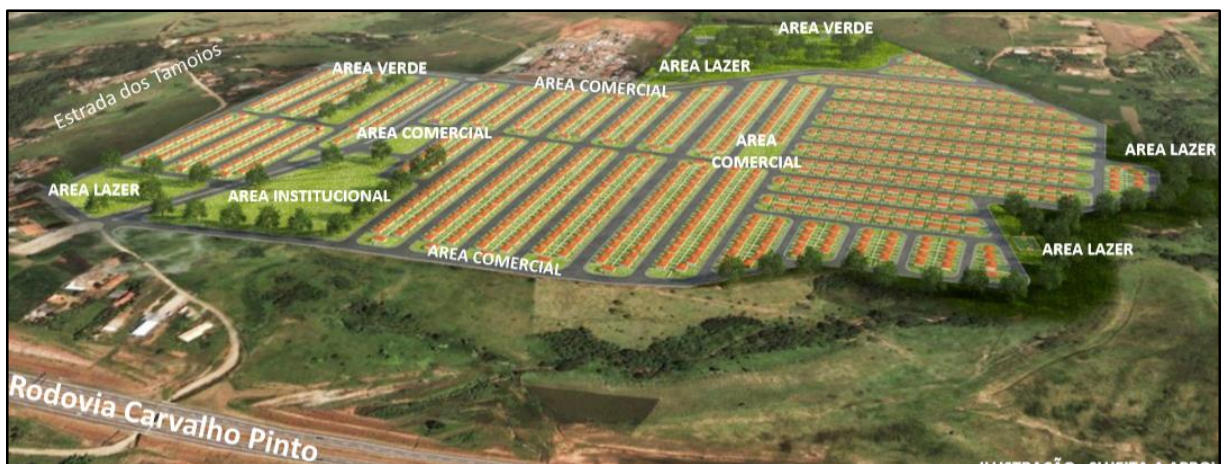 AREA VERDE
AREA LAZER
Estrada dos Tamoios
AREA VERDE
AREA COMERCIAL
AREA COMERCIAL
AREA
COMERCIAL
AREA LAZER
AREA LAZER
AREA INSTITUCIONAL
AREA COMERCIAL
AREA LAZER
Rodovia Carvalho Pinto